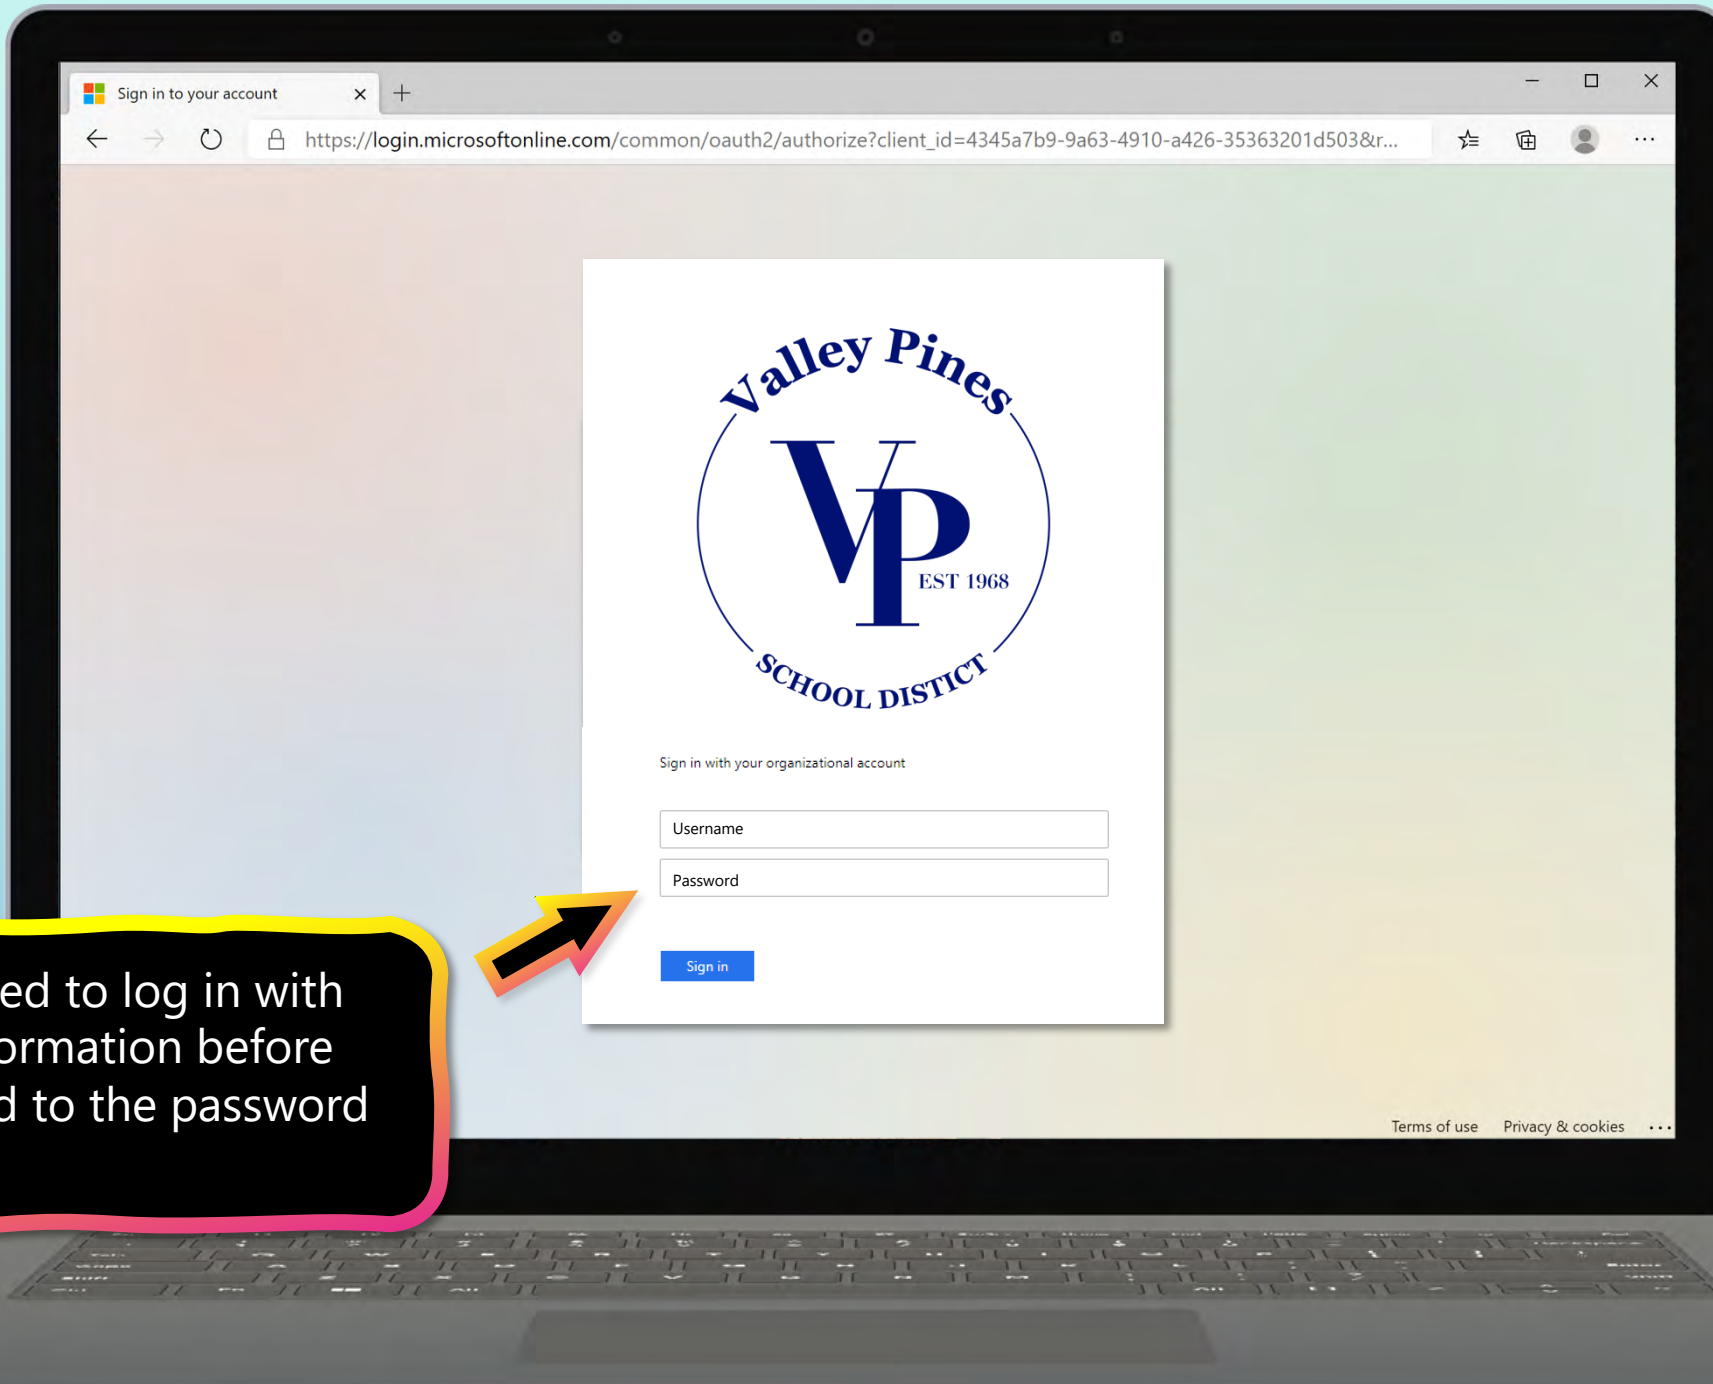 Sign in to your account
https://login.microsoftonline.com/common/oauth2/authorize?client_id=4345a7b9-9a63-4910-a426-35363201d503&r...
Valley Pines
VP
EST 1968
SCHOOL DISTICT
Sign in with your organizational account
Username
Password
Sign in
ed to log in with
ormation before
d to the password
Terms of use Privacy & cookies ...